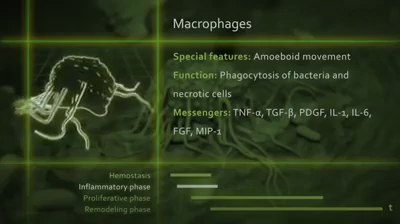 Macrophages
Special features: Amoeboid movement
Function: Phagocytosis of bacteria and
necrotic cells
Messengers: TNF-α, TGF-β, PDGF, IL-1, IL-6,
FGF, MIP-1
Hemostasis
Inflammatory phase
Proliferative phase
Remodeling phase
t